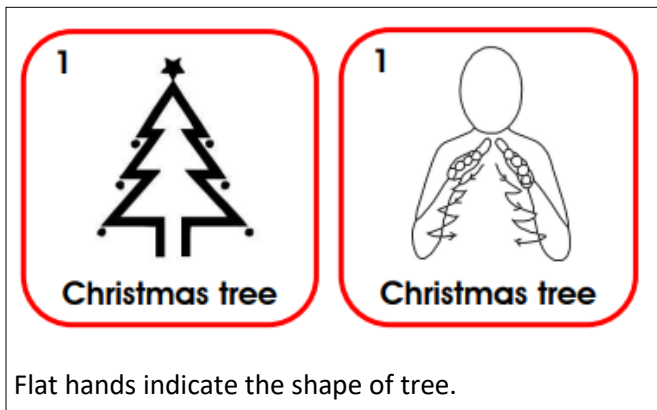 1
Christmas tree
1
Christmas tree
Flat hands indicate the shape of tree.